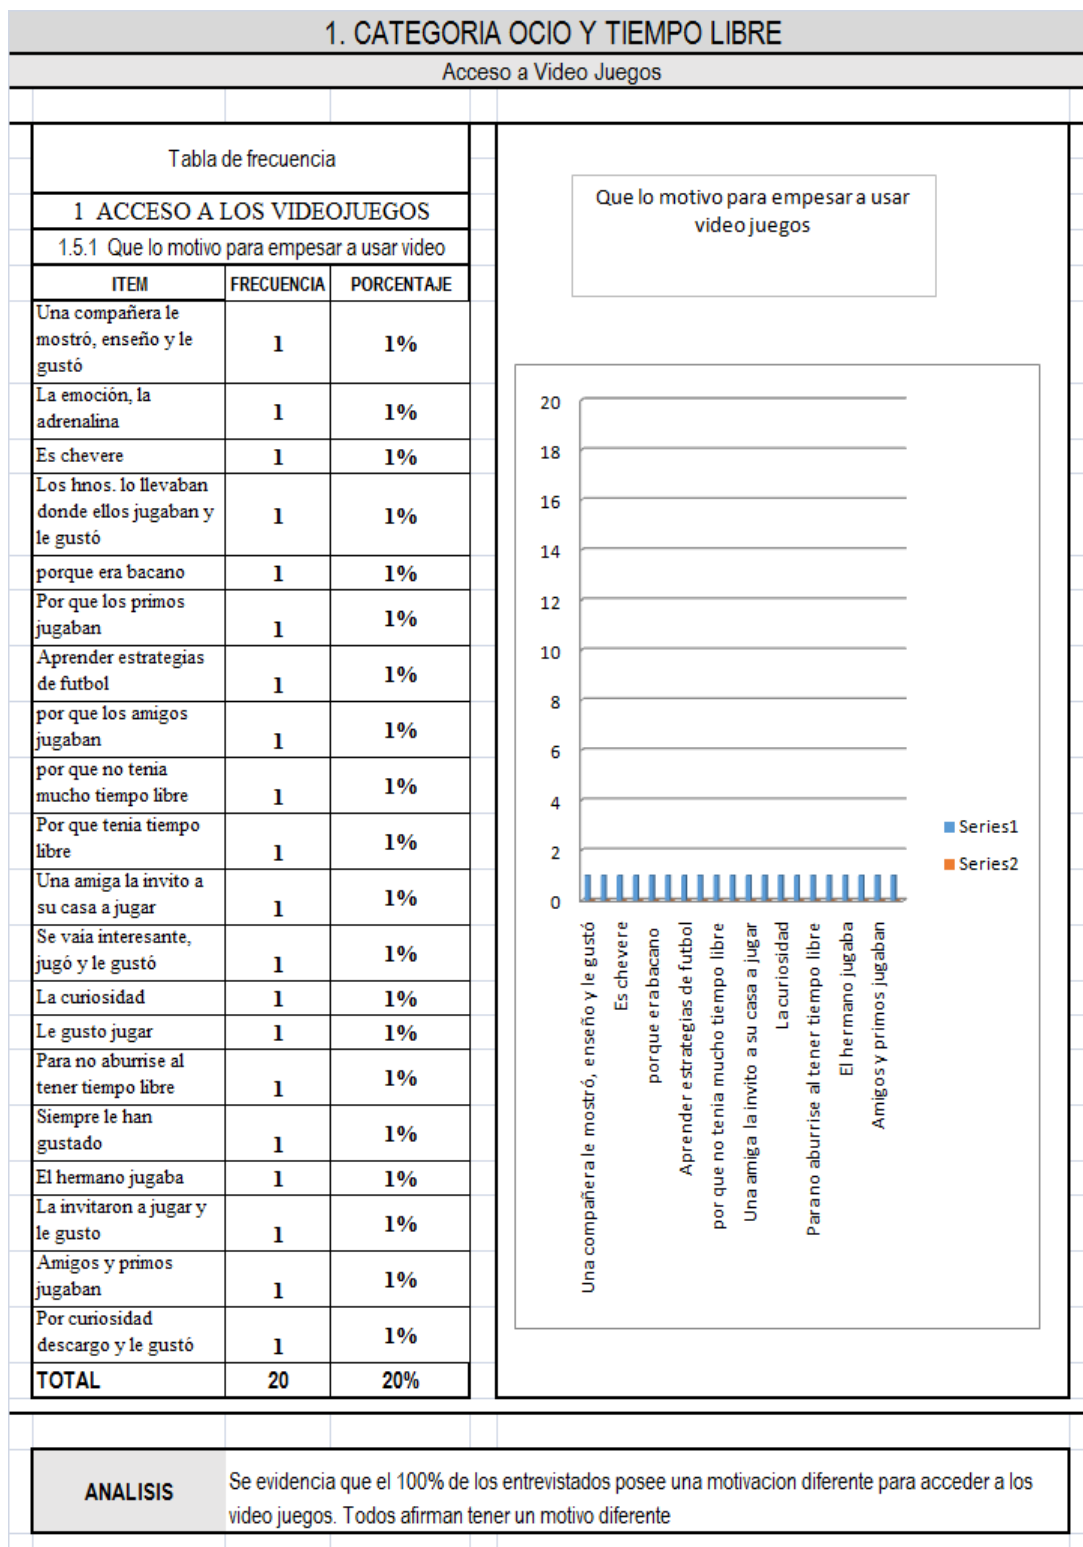 1. CATEGORIA OCIO Y TIEMPO LIBRE
Acceso a Video Juegos
Tabla de frecuencia
1 ACCESO A LOS VIDEOJUEGOS
1.5.1 Que lo motivo para empesar a usar video
ITEM FRECUENCIA PORCENTAJE
Una compañera le
mostró, enseño y le
gustó
1 1%
La emoción, la
adrenalina
1 1%
Es chevere 1 1%
Los hnos. lo llevaban
donde ellos jugaban y
le gustó
1 1%
porque era bacano 1 1%
Por que los primos
jugaban
1 1%
Aprender estrategias
de futbol
1 1%
por que los amigos
jugaban
1 1%
por que no tenia
mucho tiempo libre
1 1%
Por que tenia tiempo
libre
1 1%
Una amiga la invito a
su casa a jugar
1 1%
Se vaía interesante,
jugó y le gustó
1 1%
La curiosidad 1 1%
Le gusto jugar 1 1%
Para no aburrise al
tener tiempo libre
1 1%
Siempre le han
gustado
1 1%
El hermano jugaba 1 1%
La invitaron a jugar y
le gusto
1 1%
Amigos y primos
jugaban
1 1%
Por curiosidad
descargo y le gustó
1 1%
TOTAL 20 20%
Que lo motivo para empesar a usar
video juegos
20
18
16
14
12
10
8
6
4
2
0
Series1
Series2
Una compañera le mostró, enseño y le gustó
Es chevere
porque era bacano
Aprender estrategias de futbol
por que no tenia mucho tiempo libre
Una amiga la invito a su casa a jugar
La curiosidad
Para no aburrise al tener tiempo libre
El hermano jugaba
Amigos y primos jugaban
ANALISIS
Se evidencia que el 100% de los entrevistados posee una motivacion diferente para acceder a los
video juegos. Todos afirman tener un motivo diferente